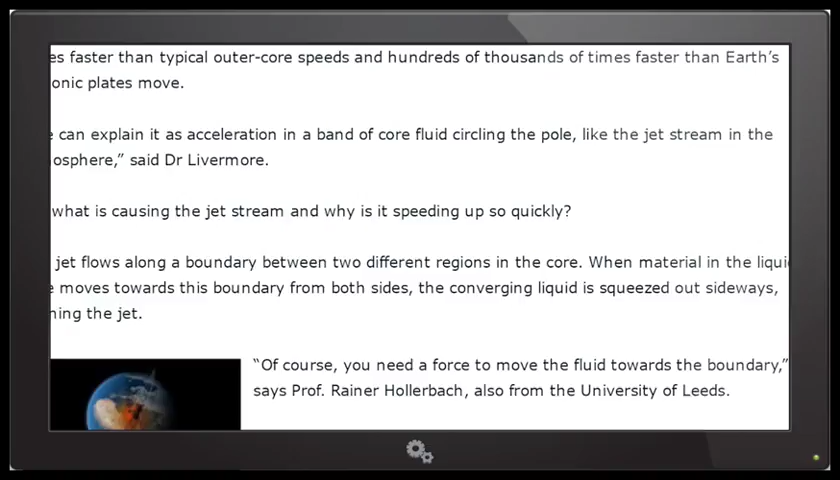 es faster than typical outer-core speeds and hundreds of thousands of times faster than Earth’s
onic plates move.
can explain it as acceleration in a band of core fluid circling the pole, like the jet stream in the
osphere,” said Dr Livermore.
what is causing the jet stream and why is it speeding up so quickly?
jet flows along a boundary between two different regions in the core. When material in the liqui
moves towards this boundary from both sides, the converging liquid is squeezed out sideways,
ning the jet.
“Of course, you need a force to move the fluid towards the boundary,”
says Prof. Rainer Hollerbach, also from the University of Leeds.